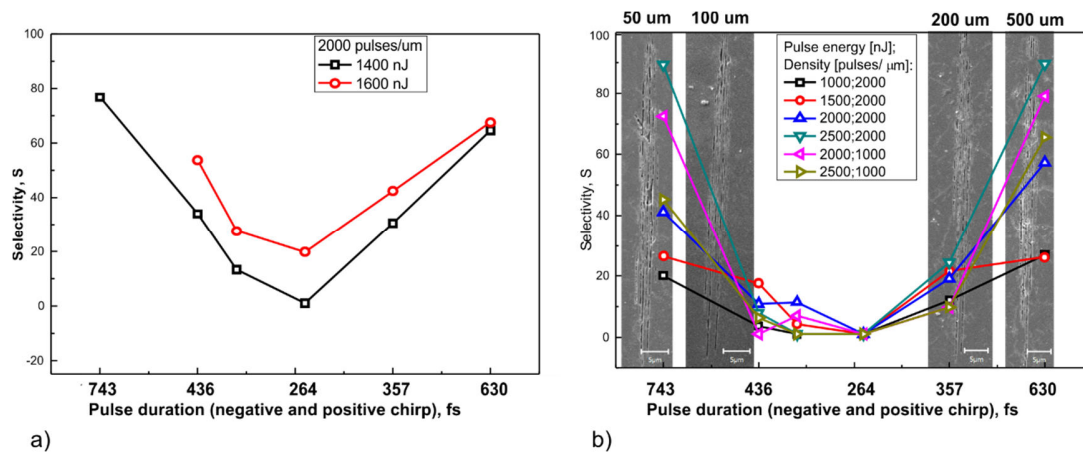 2000 pulses/um
1400 nJ
1600 nJ
100
80
60
40
20
0
-20
Selectivity, S
743 436 264 357 630
Pulse duration (negative and positive chirp), fs
a)
50 um 100 um 200 um 500 um
Pulse energy [nJ];
Density [pulses/ μm]:
1000;2000
1500;2000
2000;2000
2500;2000
2000;1000
2500;1000
100
80
60
40
20
0
Selectivity, S
5μm 5μm 5μm 5μm
743 436 264 357 630
Pulse duration (negative and positive chirp), fs
b)